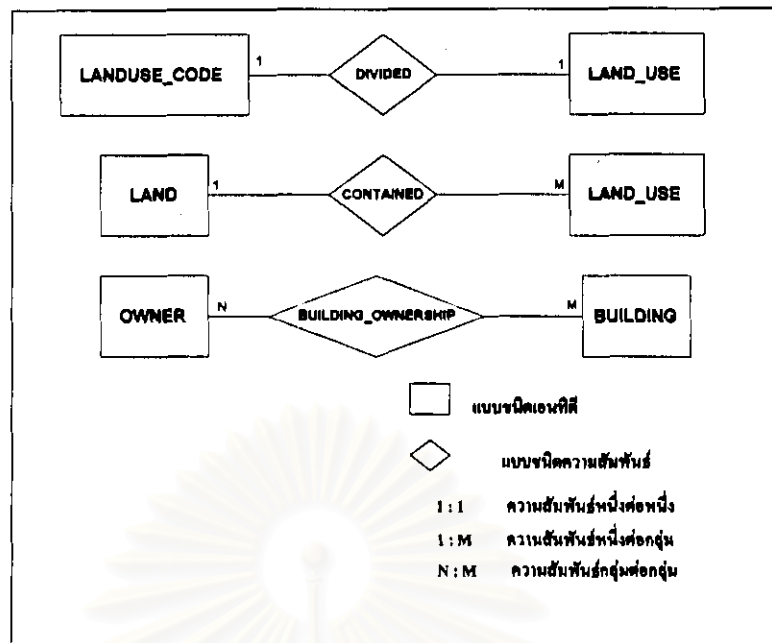 LANDUSE_CODE 1 DIVIDED 1 LAND_USE
LAND 1 CONTAINED M LAND_USE
OWNER N BUILDING_OWNERSHIP M BUILDING
แบบชนิดเอนทิตี
แบบชนิดความสัมพันธ์
1:1 ความสัมพันธ์หนึ่งต่อหนึ่ง
1:M ความสัมพันธ์หนึ่งต่อกลุ่ม
N:M ความสัมพันธ์กลุ่มต่อกลุ่ม